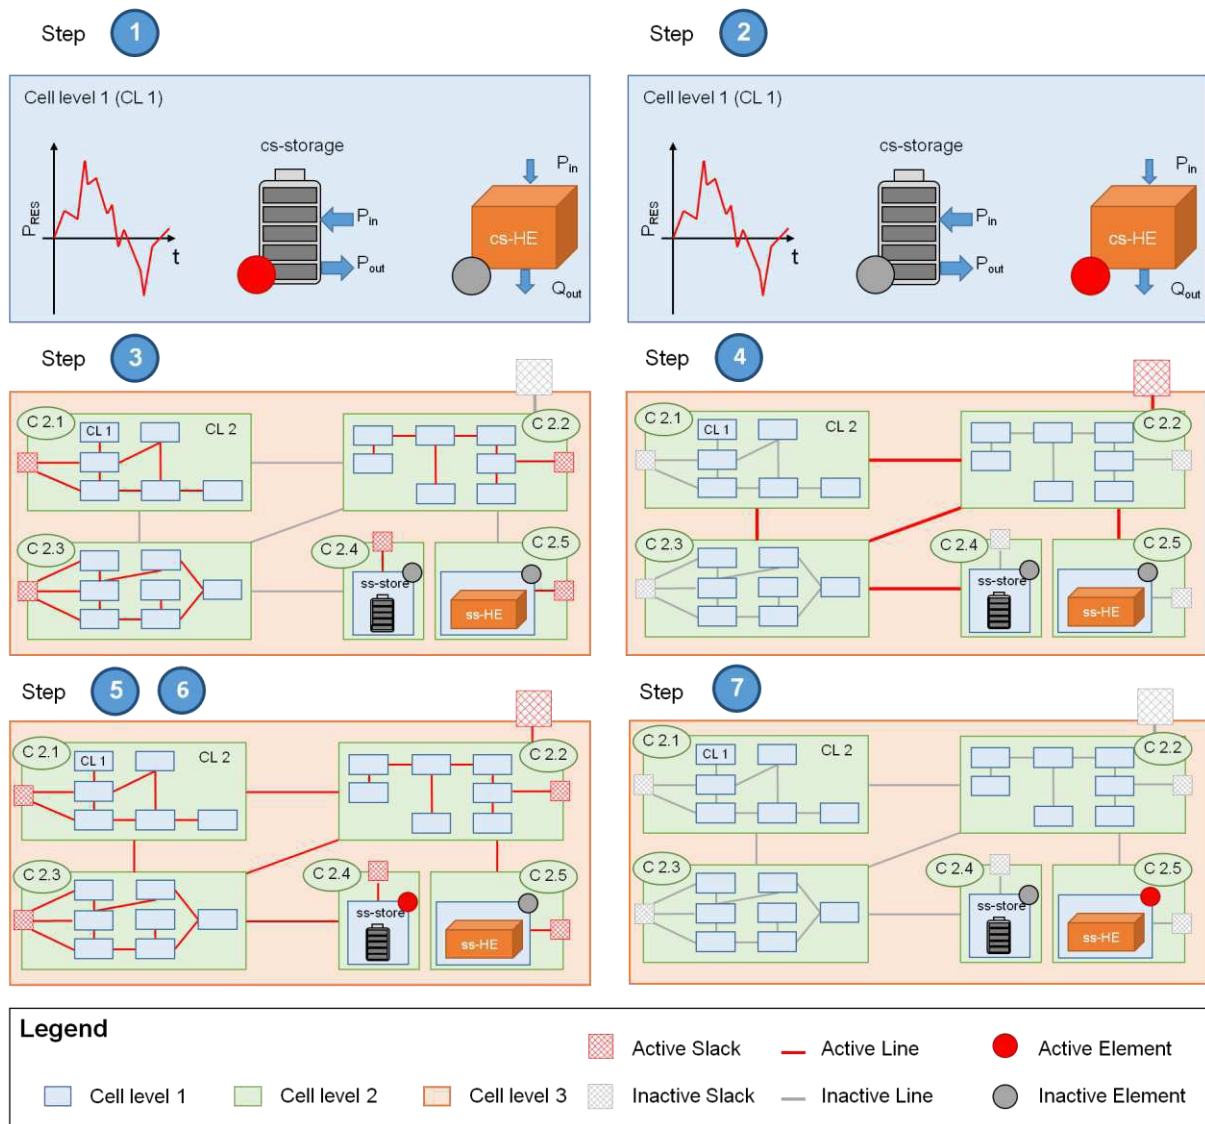 Step 1
Step 2
Cell level 1 (CL 1)
cs-storage
P_RES
t
P_in
P_out
P_in
cs-HE
Q_out
Cell level 1 (CL 1)
cs-storage
P_RES
t
P_in
P_out
P_in
cs-HE
Q_out
Step 3
Step 4
C 2.1
CL 1
CL 2
C 2.2
C 2.3
C 2.4
C 2.5
ss-store
ss-HE
C 2.1
CL 1
CL 2
C 2.2
C 2.3
C 2.4
C 2.5
ss-store
ss-HE
Step 5 6
Step 7
C 2.1
CL 1
CL 2
C 2.2
C 2.3
C 2.4
C 2.5
ss-store
ss-HE
C 2.1
CL 1
CL 2
C 2.2
C 2.3
C 2.4
C 2.5
ss-store
ss-HE
Legend
Active Slack
Active Line
Active Element
Cell level 1
Cell level 2
Cell level 3
Inactive Slack
Inactive Line
Inactive Element